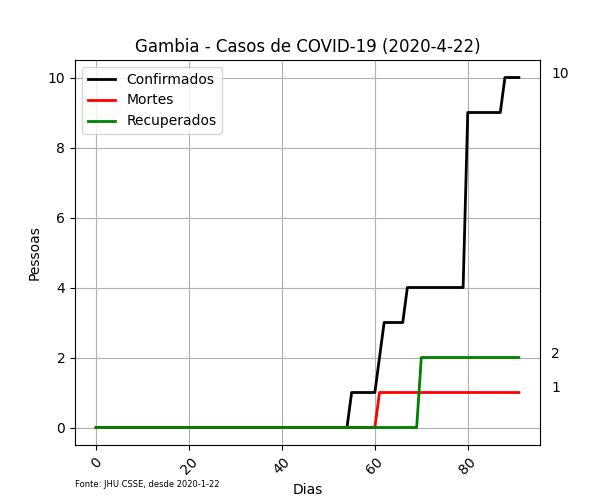 Gambia - Casos de COVID-19 (2020-4-22)
Confirmados
Mortes
Recuperados
Pessoas
10
8
6
4
2
0
10
2
1
0
20
40
60
80
Dias
Fonte: JHU CSSE, desde 2020-1-22